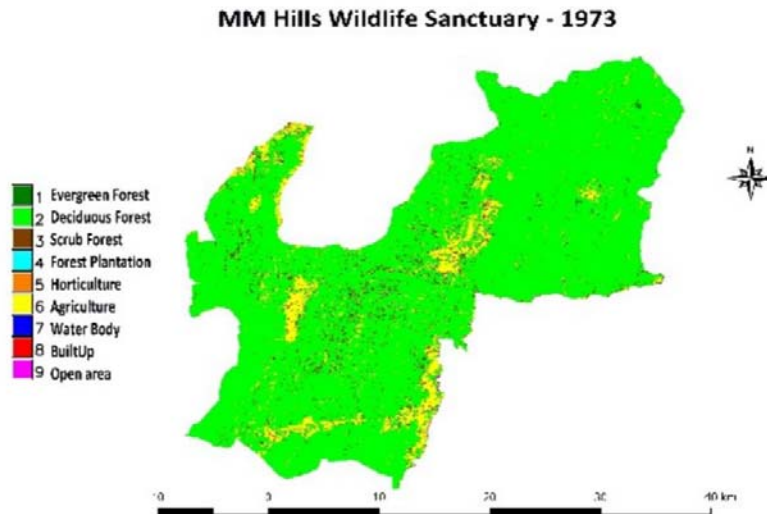 MM Hills Wildlife Sanctuary - 1973
N
1 Evergreen Forest
2 Deciduous Forest
3 Scrub Forest
4 Forest Plantation
5 Horticulture
6 Agriculture
7 Water Body
8 BuiltUp
9 Open area
10 0 10 20 30 40 km